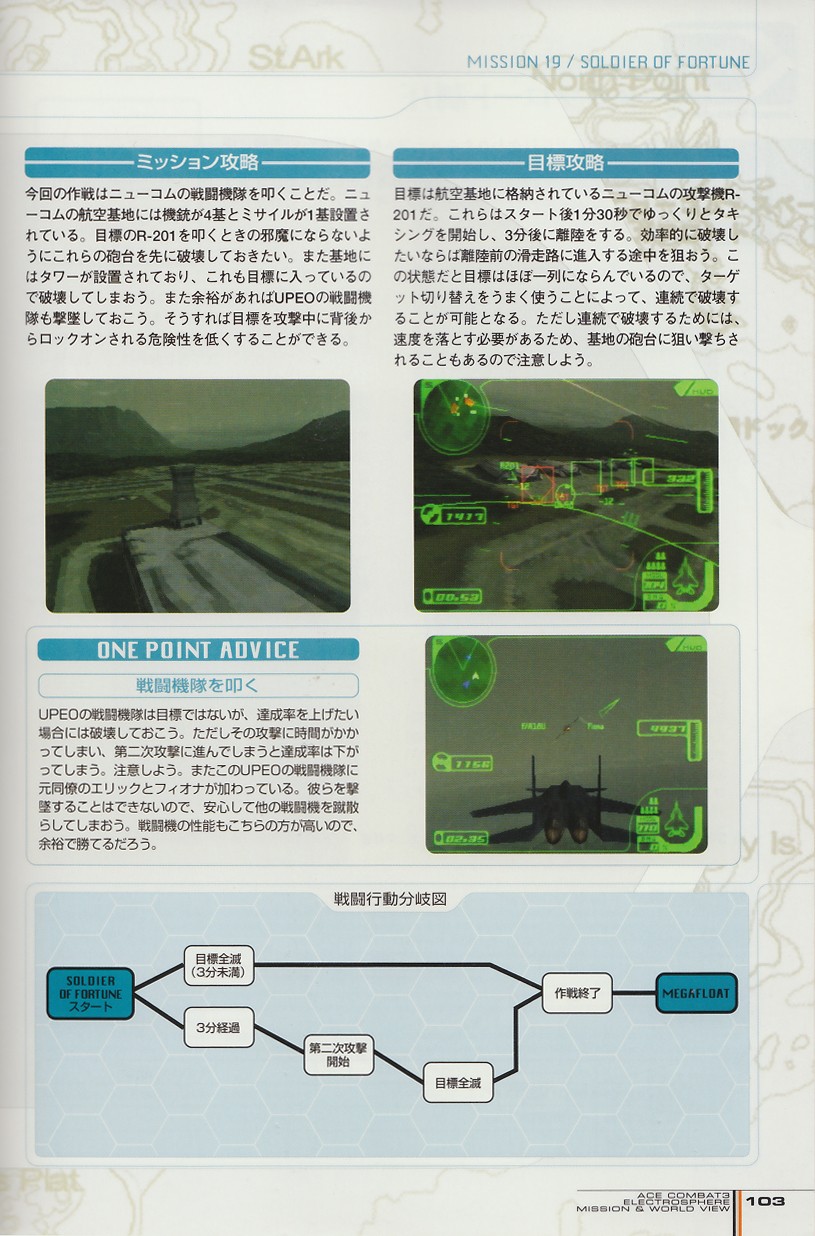 St.Ark
North Point
MISSION 19 / SOLDIER OF FORTUNE
ミッション攻略
今回の作戦はニューコムの戦闘機隊を叩くことだ。ニュ
ーコムの航空基地には機銃が4基とミサイルが1基設置さ
れている。目標のR-201を叩くときの邪魔にならないよ
うにこれらの砲台を先に破壊しておきたい。また基地に
はタワーが設置されており、これも目標に入っているの
で破壊してしまおう。また余裕があればUPEOの戦闘機
隊も撃墜しておこう。そうすれば目標を攻撃中に背後か
らロックオンされる危険性を低くすることができる。
目標攻略
目標は航空基地に格納されているニューコムの攻撃機R-
201だ。これらはスタート後1分30秒でゆっくりとタキ
シングを開始し、3分後に離陸をする。効率的に破壊し
たいならば離陸前の滑走路に進入する途中を狙おう。こ
の状態だと目標はほぼ一列にならんでいるので、ターゲ
ット切り替えをうまく使うことによって、連続で破壊す
ることが可能となる。ただし連続で破壊するためには、
速度を落とす必要があるため、基地の砲台に狙い撃ちさ
れることもあるので注意しよう。
HUD
R201
932
1417
00.53
ドック
ONE POINT ADVICE
戦闘機隊を叩く
UPEOの戦闘機隊は目標ではないが、達成率を上げたい
場合には破壊しておこう。ただしその攻撃に時間がかか
ってしまい、第二次攻撃に進んでしまうと達成率は下が
ってしまう。注意しよう。またこのUPEOの戦闘機隊に
元同僚のエリックとフィオナが加わっている。彼らを撃
墜することはできないので、安心して他の戦闘機を蹴散
らしてしまおう。戦闘機の性能もこちらの方が高いので、
余裕で勝てるだろう。
HUD
Fiona
4937
1156
02.35
y Is.
戦闘行動分岐図
SOLDIER
OF FORTUNE
スタート
目標全滅
（3分未満）
3分経過
第二次攻撃
開始
目標全滅
作戦終了
MEGAFLOAT
s Plat
ACE COMBAT3
ELECTROSPHERE
MISSION & WORLD VIEW
103